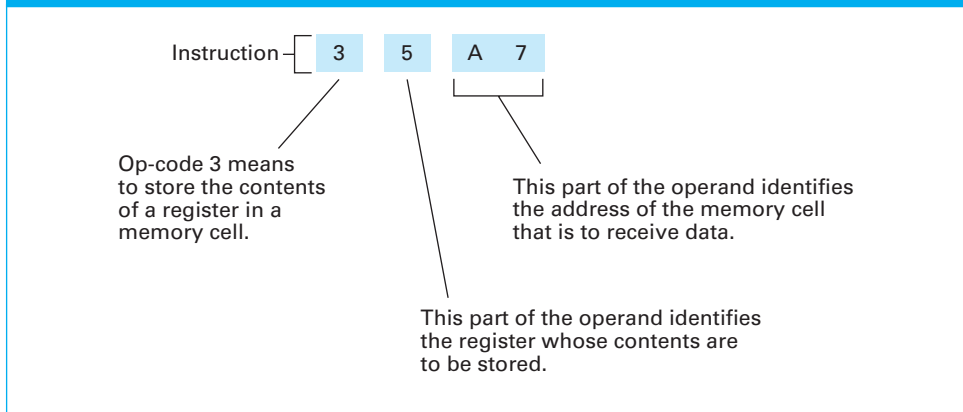 Instruction 3 5 A 7
Op-code 3 means
to store the contents
of a register in a
memory cell.
This part of the operand identifies
the address of the memory cell
that is to receive data.
This part of the operand identifies
the register whose contents are
to be stored.